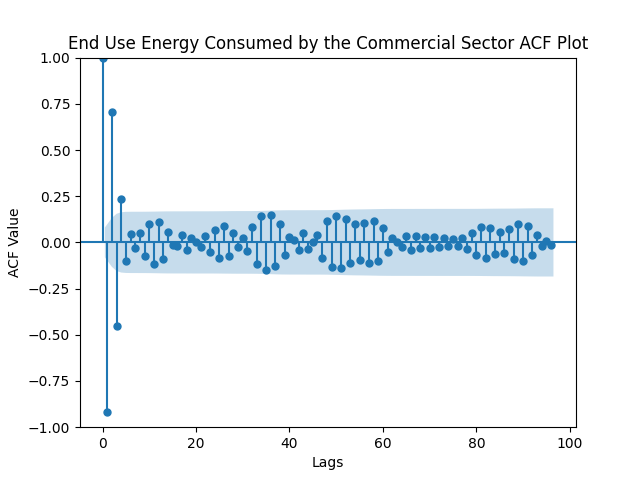 End Use Energy Consumed by the Commercial Sector ACF Plot
1.00
0.75
0.50
0.25
0.00
−0.25
−0.50
−0.75
−1.00
ACF Value
0 20 40 60 80 100
Lags